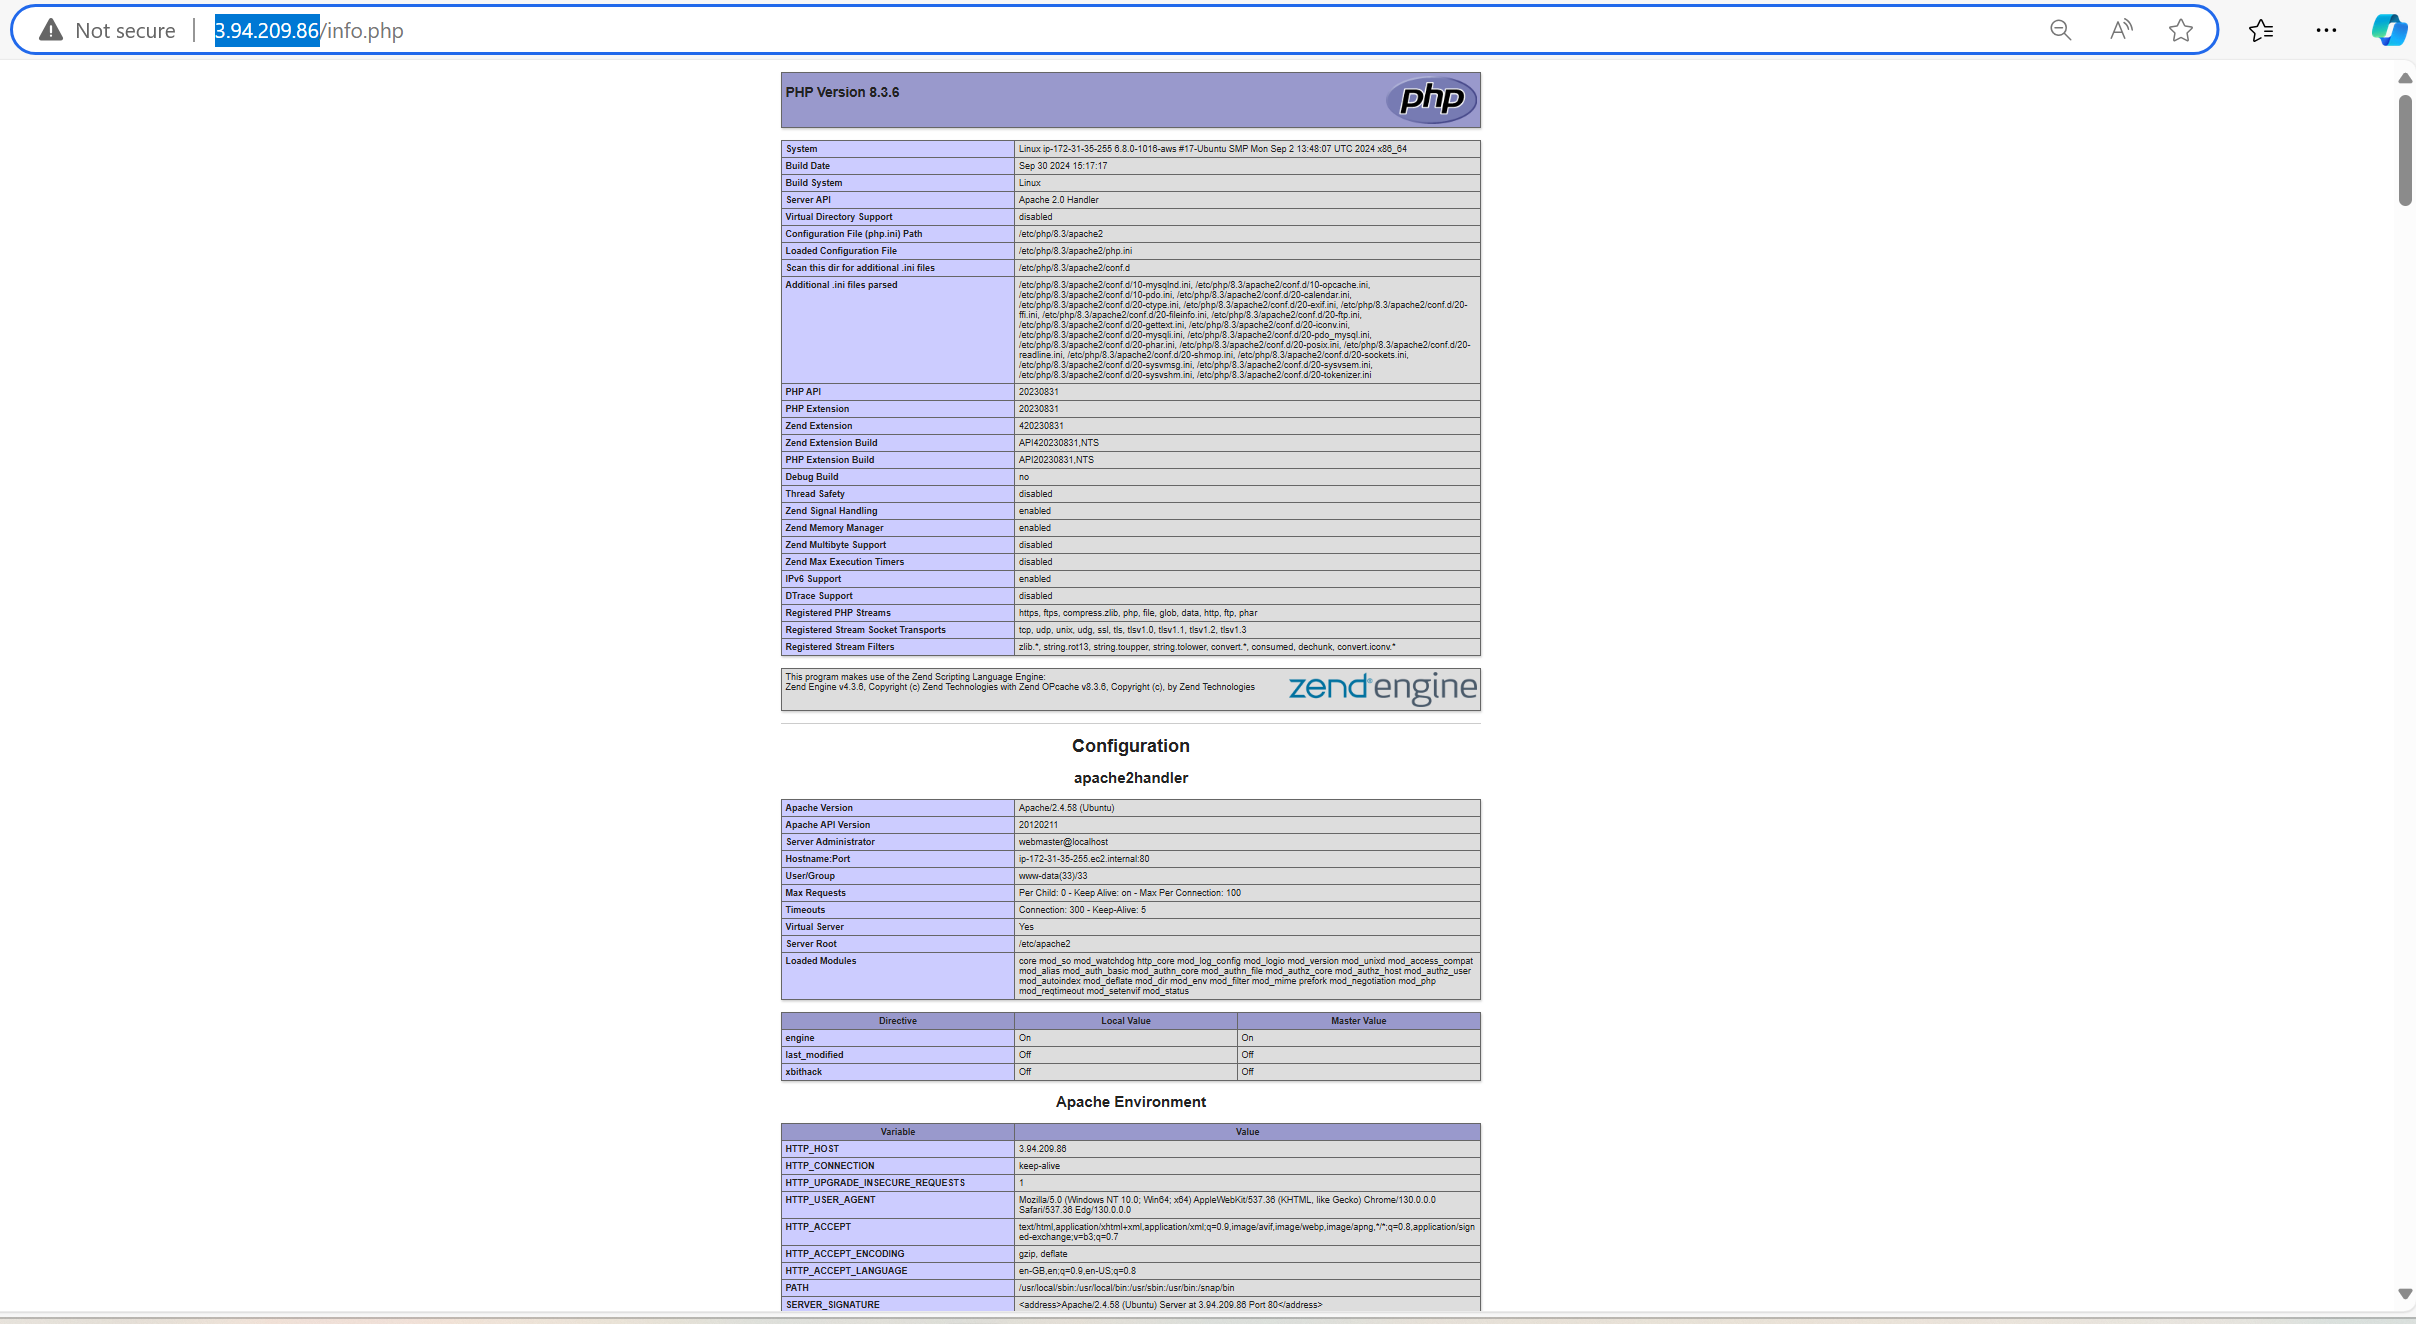 Not secure | 3.94.209.86/info.php
PHP Version 8.3.6
php
System Linux ip-172-31-35-255 6.8.0-1016-aws #17-Ubuntu SMP Mon Sep 2 13:48:07 UTC 2024 x86_64
Build Date Sep 30 2024 15:17:17
Build System Linux
Server API Apache 2.0 Handler
Virtual Directory Support disabled
Configuration File (php.ini) Path /etc/php/8.3/apache2
Loaded Configuration File /etc/php/8.3/apache2/php.ini
Scan this dir for additional .ini files /etc/php/8.3/apache2/conf.d
Additional .ini files parsed /etc/php/8.3/apache2/conf.d/10-mysqlnd.ini, /etc/php/8.3/apache2/conf.d/10-opcache.ini,
/etc/php/8.3/apache2/conf.d/10-pdo.ini, /etc/php/8.3/apache2/conf.d/20-calendar.ini,
/etc/php/8.3/apache2/conf.d/20-ctype.ini, /etc/php/8.3/apache2/conf.d/20-exif.ini, /etc/php/8.3/apache2/conf.d/20-
ffi.ini, /etc/php/8.3/apache2/conf.d/20-fileinfo.ini, /etc/php/8.3/apache2/conf.d/20-ftp.ini,
/etc/php/8.3/apache2/conf.d/20-gettext.ini, /etc/php/8.3/apache2/conf.d/20-iconv.ini,
/etc/php/8.3/apache2/conf.d/20-mysqli.ini, /etc/php/8.3/apache2/conf.d/20-pdo_mysql.ini,
/etc/php/8.3/apache2/conf.d/20-phar.ini, /etc/php/8.3/apache2/conf.d/20-posix.ini, /etc/php/8.3/apache2/conf.d/20-
readline.ini, /etc/php/8.3/apache2/conf.d/20-shmop.ini, /etc/php/8.3/apache2/conf.d/20-sockets.ini,
/etc/php/8.3/apache2/conf.d/20-sysvmsg.ini, /etc/php/8.3/apache2/conf.d/20-sysvsem.ini,
/etc/php/8.3/apache2/conf.d/20-sysvshm.ini, /etc/php/8.3/apache2/conf.d/20-tokenizer.ini
PHP API 20230831
PHP Extension 20230831
Zend Extension 420230831
Zend Extension Build API420230831,NTS
PHP Extension Build API20230831,NTS
Debug Build no
Thread Safety disabled
Zend Signal Handling enabled
Zend Memory Manager enabled
Zend Multibyte Support disabled
Zend Max Execution Timers disabled
IPv6 Support enabled
DTrace Support disabled
Registered PHP Streams https, ftps, compress.zlib, php, file, glob, data, http, ftp, phar
Registered Stream Socket Transports tcp, udp, unix, udg, ssl, tls, tlsv1.0, tlsv1.1, tlsv1.2, tlsv1.3
Registered Stream Filters zlib.*, string.rot13, string.toupper, string.tolower, convert.*, consumed, dechunk, convert.iconv.*
This program makes use of the Zend Scripting Language Engine:
Zend Engine v4.3.6, Copyright (c) Zend Technologies with Zend OPcache v8.3.6, Copyright (c), by Zend Technologies
zend engine
Configuration
apache2handler
Apache Version Apache/2.4.58 (Ubuntu)
Apache API Version 20120211
Server Administrator webmaster@localhost
Hostname:Port ip-172-31-35-255.ec2.internal:80
User/Group www-data(33)/33
Max Requests Per Child: 0 - Keep Alive: on - Max Per Connection: 100
Timeouts Connection: 300 - Keep-Alive: 5
Virtual Server Yes
Server Root /etc/apache2
Loaded Modules core mod_so mod_watchdog http_core mod_log_config mod_logio mod_version mod_unixd mod_access_compat
mod_alias mod_auth_basic mod_authn_core mod_authn_file mod_authz_core mod_authz_host mod_authz_user
mod_autoindex mod_deflate mod_dir mod_env mod_filter mod_mime prefork mod_negotiation mod_php
mod_reqtimeout mod_setenvif mod_status
Directive Local Value Master Value
engine On On
last_modified Off Off
xbithack Off Off
Apache Environment
Variable Value
HTTP_HOST 3.94.209.86
HTTP_CONNECTION keep-alive
HTTP_UPGRADE_INSECURE_REQUESTS 1
HTTP_USER_AGENT Mozilla/5.0 (Windows NT 10.0; Win64; x64) AppleWebKit/537.36 (KHTML, like Gecko) Chrome/130.0.0.0
Safari/537.36 Edg/130.0.0.0
HTTP_ACCEPT text/html,application/xhtml+xml,application/xml;q=0.9,image/avif,image/webp,image/apng,*/*;q=0.8,application/sign
ed-exchange;v=b3;q=0.7
HTTP_ACCEPT_ENCODING gzip, deflate
HTTP_ACCEPT_LANGUAGE en-GB,en;q=0.9,en-US;q=0.8
PATH /usr/local/sbin:/usr/local/bin:/usr/sbin:/usr/bin:/snap/bin
SERVER_SIGNATURE <address>Apache/2.4.58 (Ubuntu) Server at 3.94.209.86 Port 80</address>